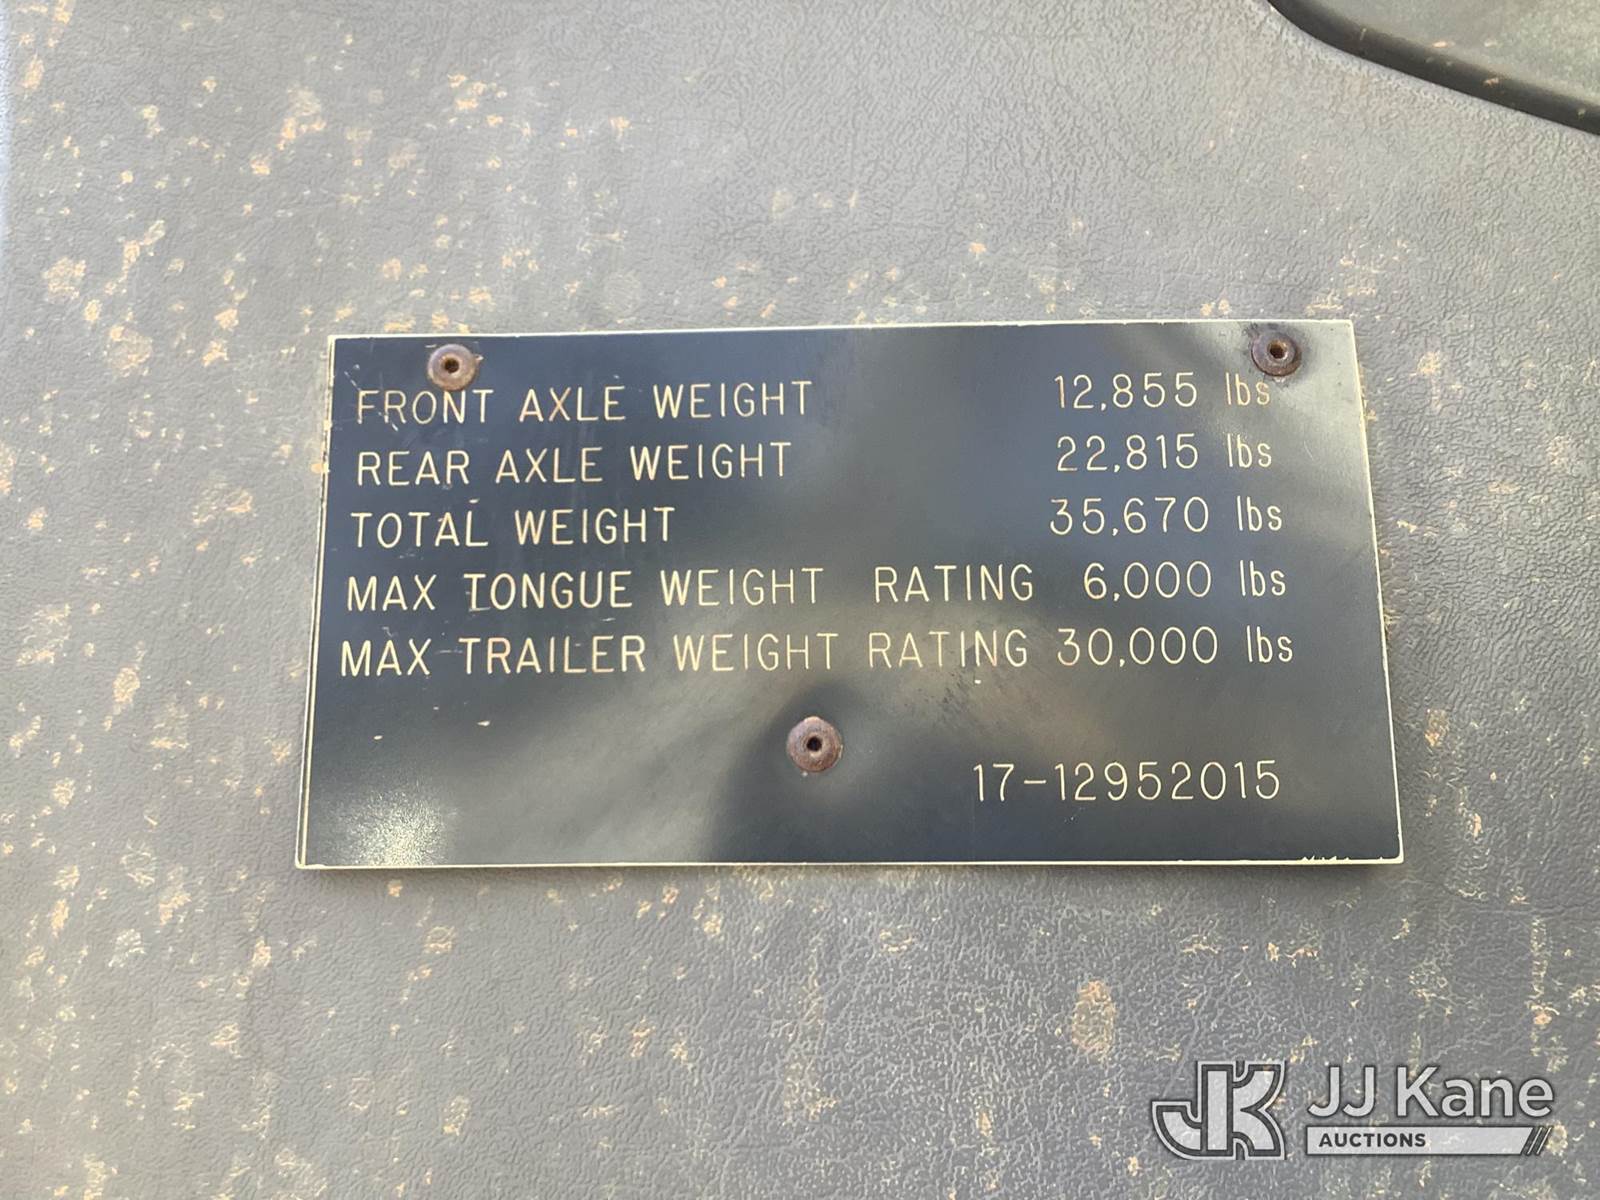 FRONT AXLE WEIGHT 12,855 lbs
REAR AXLE WEIGHT 22,815 lbs
TOTAL WEIGHT 35,670 lbs
MAX TONGUE WEIGHT RATING 6,000 lbs
MAX TRAILER WEIGHT RATING 30,000 lbs
17-12952015
JK JJ Kane
AUCTIONS